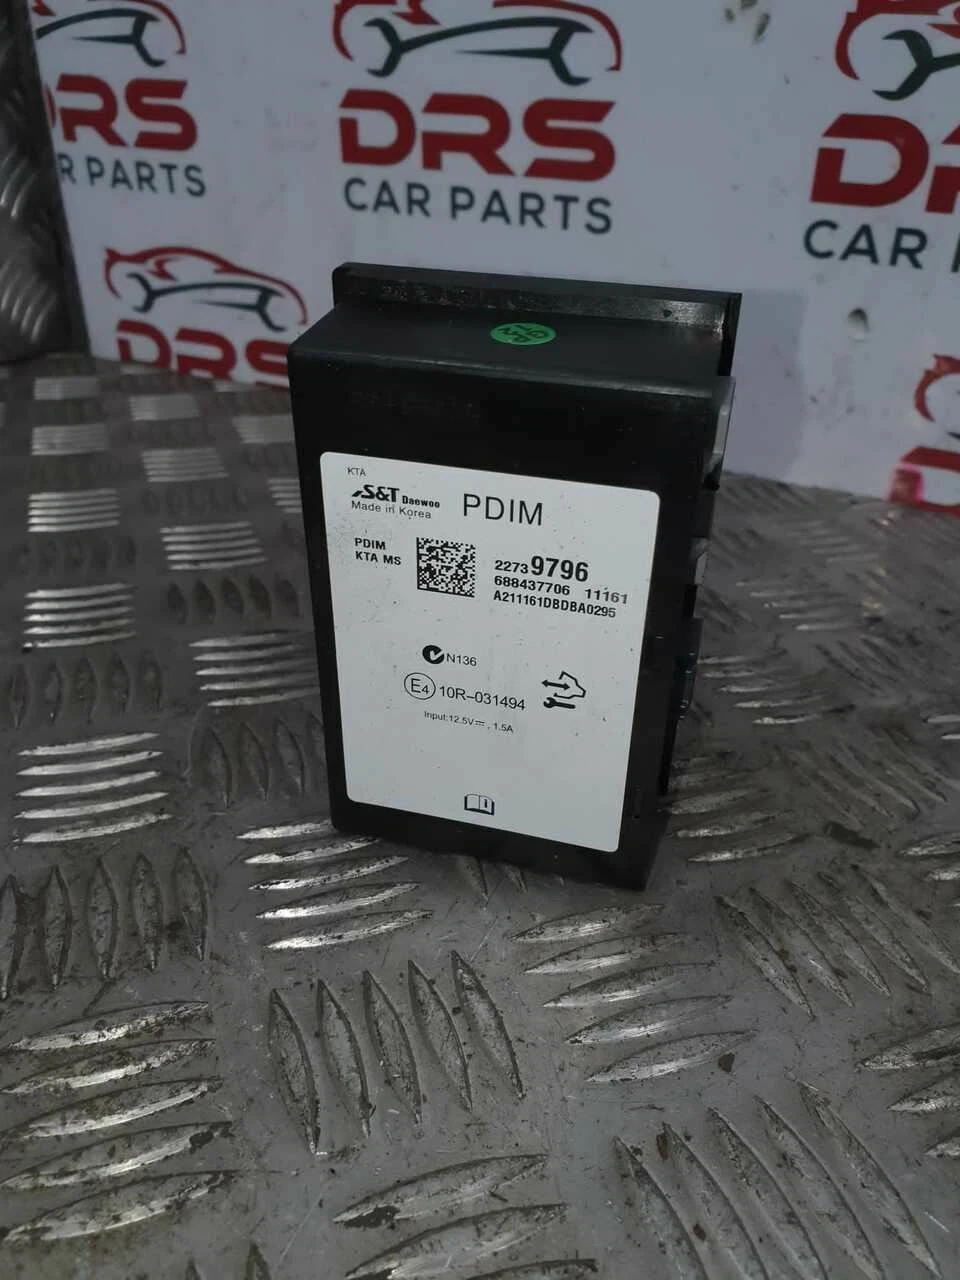 DRS
CAR PARTS
DRS
R PARTS
DR
CAR P
DRS
KTA
S&T Daewoo
Made in Korea
PDIM
PDIM
KTA MS
22739796
688437706 11161
A211161DBDBA0295
N136
E4 10R-031494
Input:12.5V⎓, 1.5A